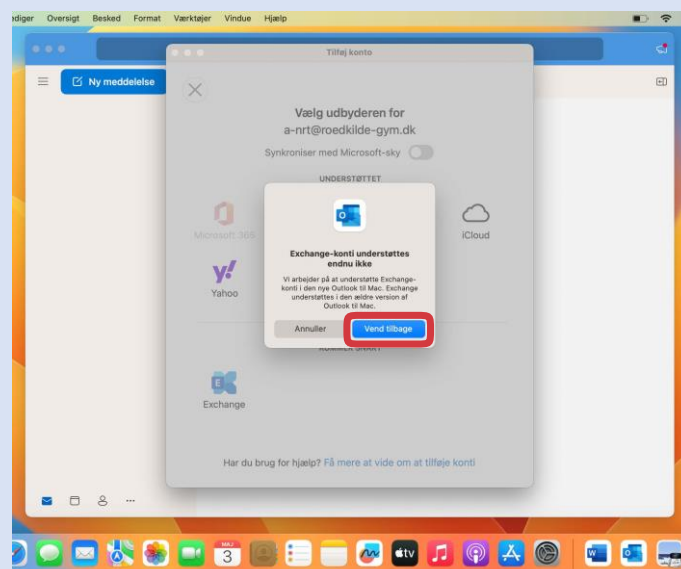 Oversigt Besked Format Værktøjer Vindue Hjælp
Tilføj konto
Ny meddelelse
Vælg udbyderen for
a-nrt@roedkilde-gym.dk
Synkroniser med Microsoft-sky
UNDERSTØTTET
Microsoft 365
iCloud
Yahoo
Exchange-konti understøttes
endnu ikke
Vi arbejder på at understøtte Exchange-
konti i den nye Outlook til Mac. Exchange
understøttes i den ældre version af
Outlook til Mac.
Annuller Vend tilbage
KOMMER SNART
Exchange
Har du brug for hjælp? Få mere at vide om at tilføje konti
MAJ
3
tv